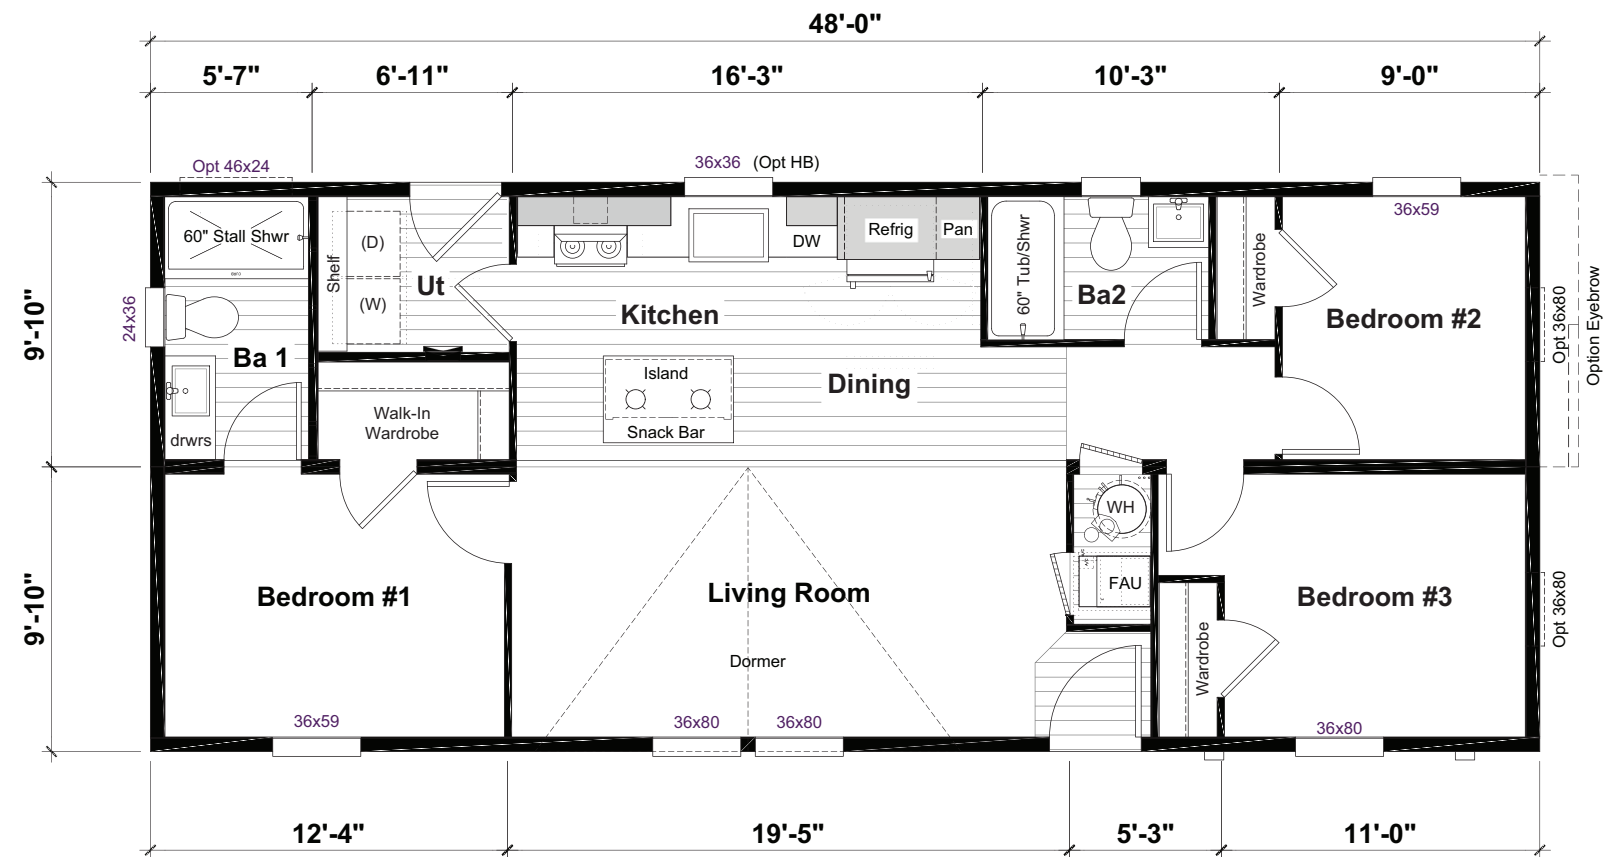 48'-0"
5'-7"
6'-11"
16'-3"
10'-3"
9'-0"
Opt 46x24
36x36 (Opt HB)
36x59
60" Stall Shwr
Shelf
(D)
(W)
Ut
DW
Refrig
Pan
60" Tub/Shwr
Ba2
Wardrobe
Bedroom #2
Opt 36x80
Option Eyebrow
9'-10"
24x36
Ba 1
drwrs
Walk-In
Wardrobe
Kitchen
Island
Snack Bar
Dining
9'-10"
Bedroom #1
36x59
Living Room
Dormer
36x80
36x80
WH
FAU
Wardrobe
Bedroom #3
36x80
Opt 36x80
12'-4"
19'-5"
5'-3"
11'-0"